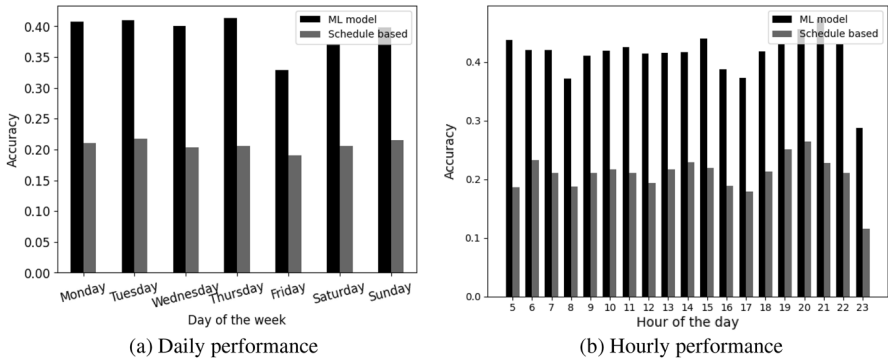 ML model
Schedule based
0.40
0.35
0.30
0.25
0.20
0.15
0.10
0.05
0.00
Accuracy
Monday
Tuesday
Wednesday
Thursday
Friday
Saturday
Sunday
Day of the week
(a) Daily performance
ML model
Schedule based
0.4
0.3
0.2
0.1
0.0
Accuracy
5 6 7 8 9 10 11 12 13 14 15 16 17 18 19 20 21 22 23
Hour of the day
(b) Hourly performance